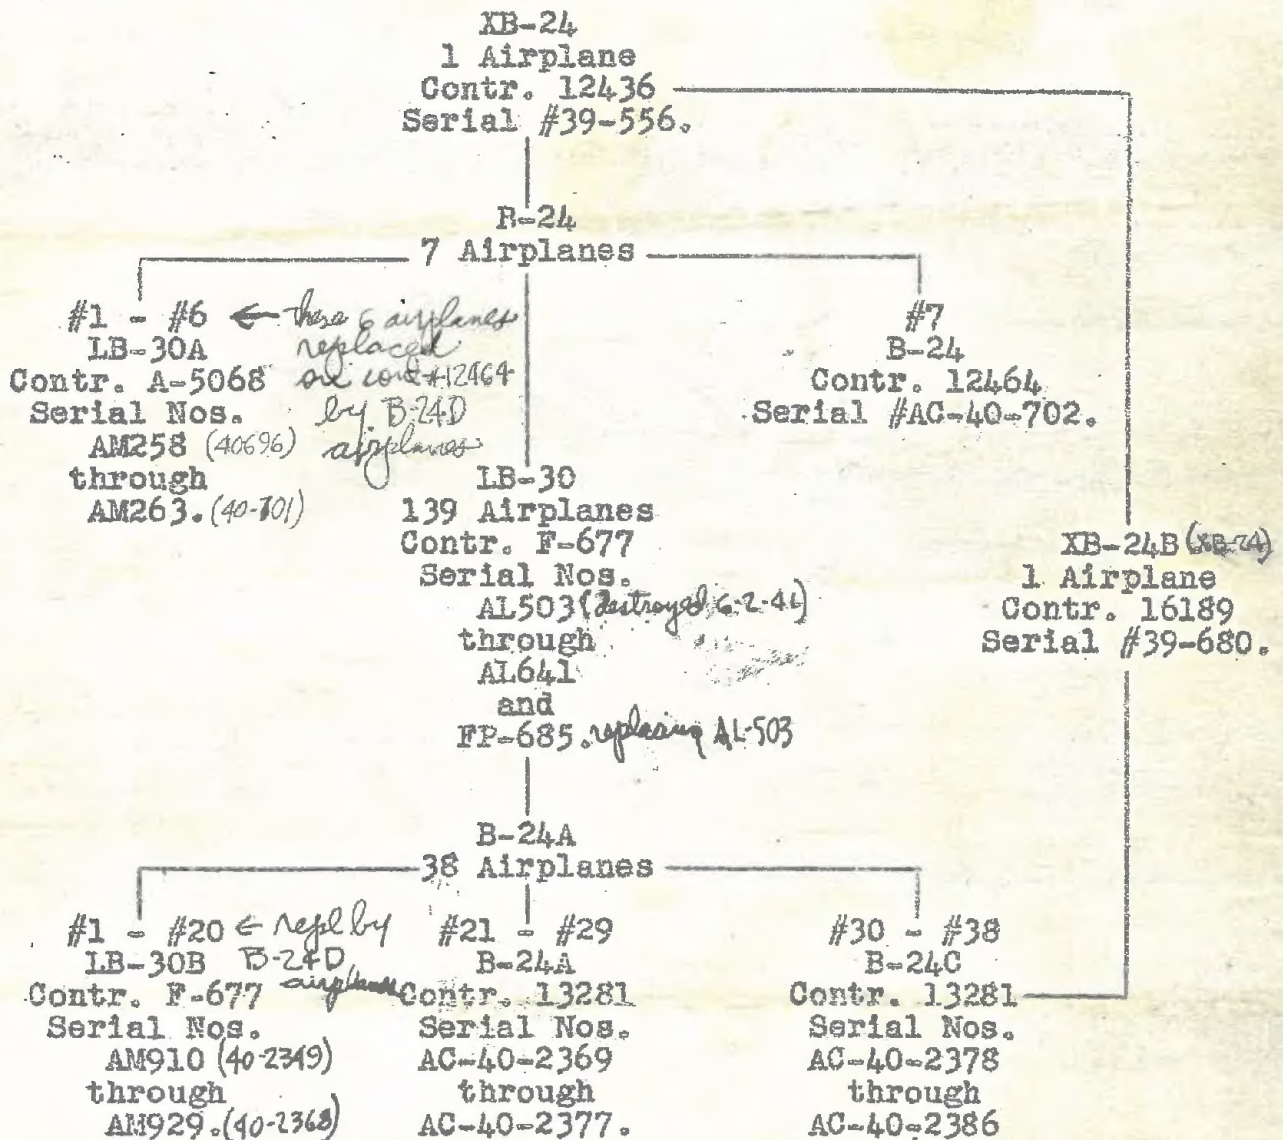 XB-24
1 Airplane
Contr. 12436
Serial #39-556.
B-24
7 Airplanes
#1 - #6 ← these 6 airplanes
LB-30A replaced
Contr. A-5068 on cont #12464
Serial Nos. by B-24D
AM258 (40696) airplanes
through
AM263. (40-701)
#7
B-24
Contr. 12464
Serial #AC-40-702.
LB-30
139 Airplanes
Contr. F-677
Serial Nos.
AL503 (destroyed 6-2-41)
through
AL641
and
FP-685. replacing AL-503
XB-24B (XB-24)
1 Airplane
Contr. 16189
Serial #39-680.
B-24A
38 Airplanes
#1 - #20 ← repl by
LB-30B B-24D
Contr. F-677 airplanes
Serial Nos.
AM910 (40-2349)
through
AM929. (40-2368)
#21 - #29
B-24A
Contr. 13281
Serial Nos.
AC-40-2369
through
AC-40-2377.
#30 - #38
B-24C
Contr. 13281
Serial Nos.
AC-40-2378
through
AC-40-2386